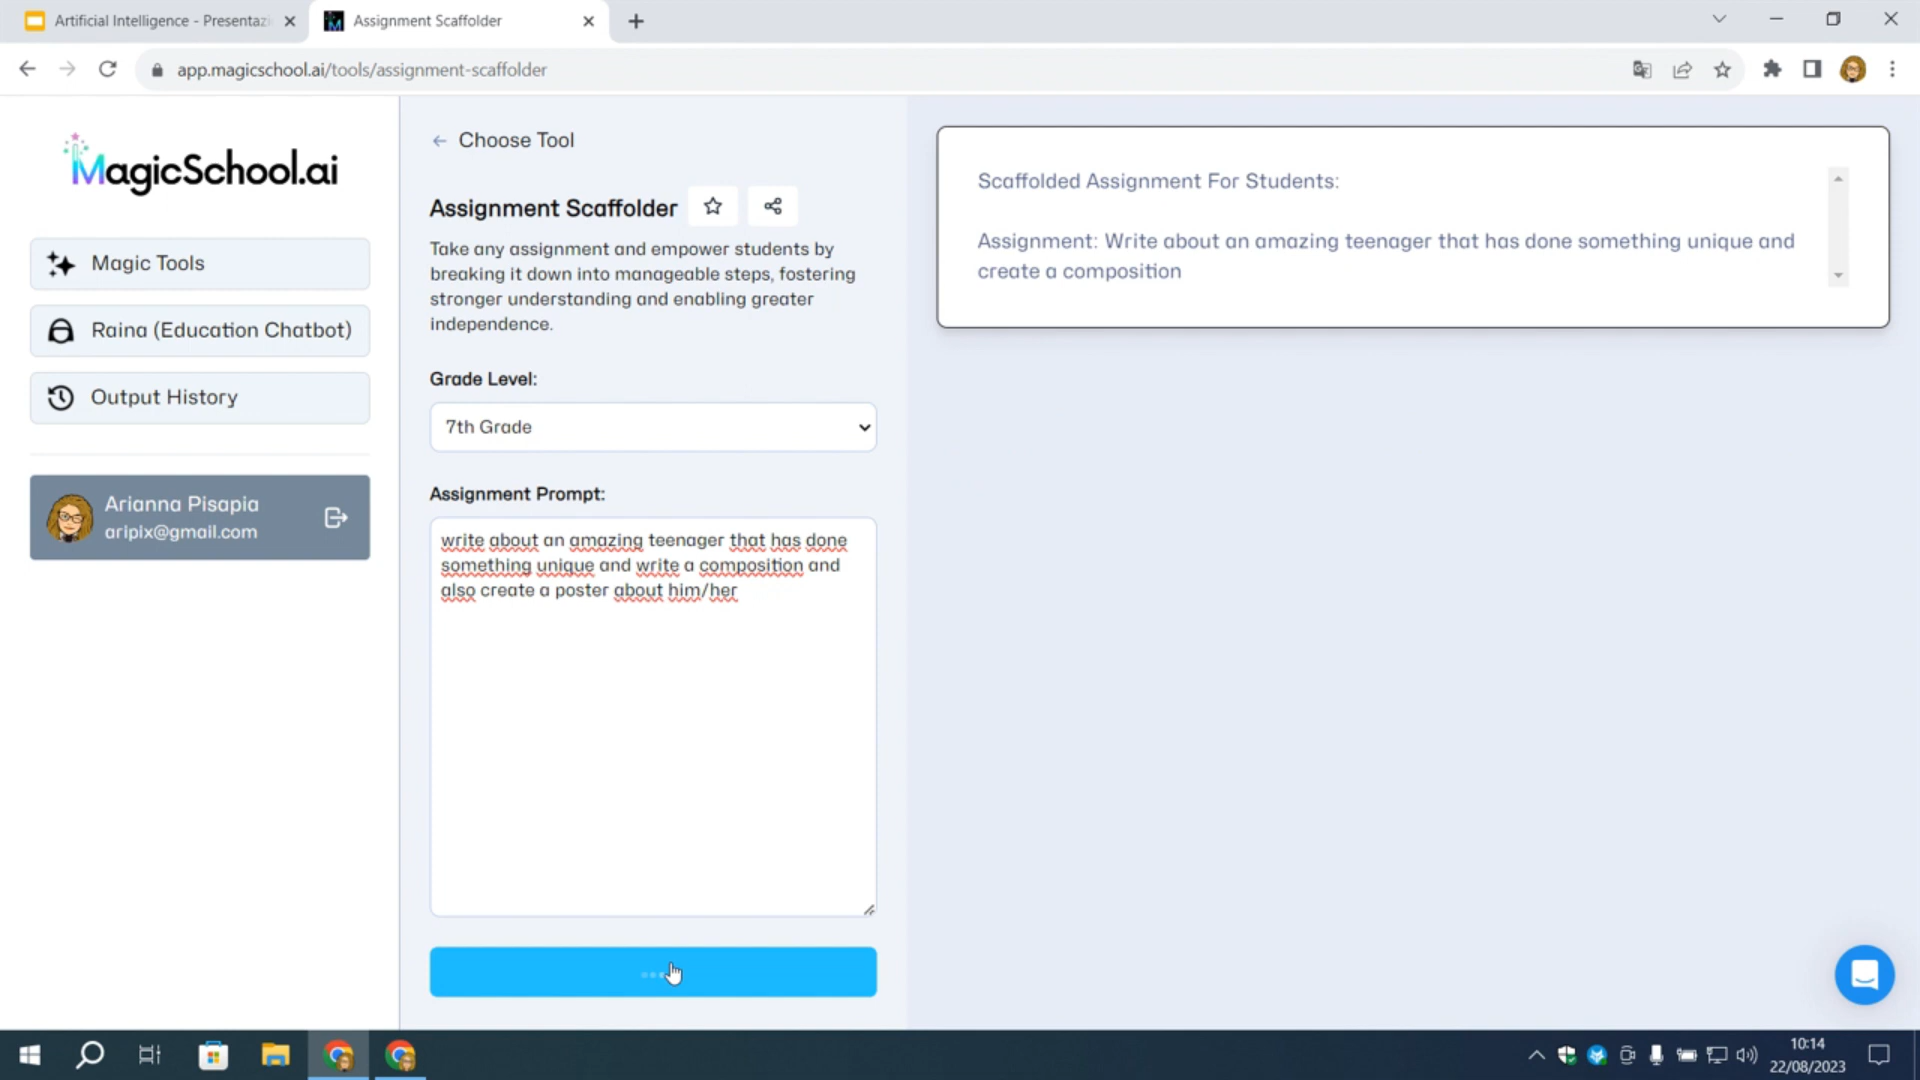 Artificial Intelligence - Presentazi
Assignment Scaffolder
app.magicschool.ai/tools/assignment-scaffolder
MagicSchool.ai
Magic Tools
Raina (Education Chatbot)
Output History
Arianna Pisapia
aripix@gmail.com
Choose Tool
Assignment Scaffolder
Take any assignment and empower students by
breaking it down into manageable steps, fostering
stronger understanding and enabling greater
independence.
Grade Level:
7th Grade
Assignment Prompt:
write about an amazing teenager that has done
something unique and write a composition and
also create a poster about him/her
Scaffolded Assignment For Students:
Assignment: Write about an amazing teenager that has done something unique and
create a composition
10:14
22/08/2023